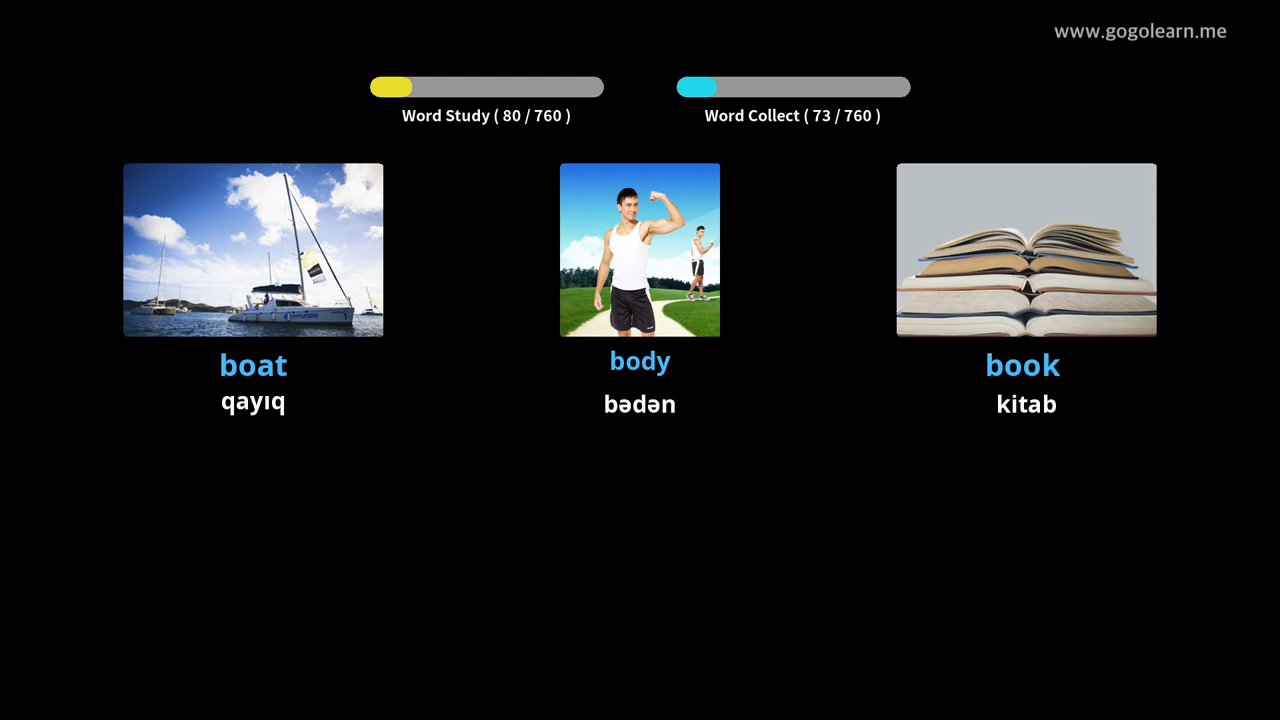 www.gogolearn.me
Word Study ( 80 / 760 )
Word Collect ( 73 / 760 )
boat
qayıq
body
bədən
book
kitab